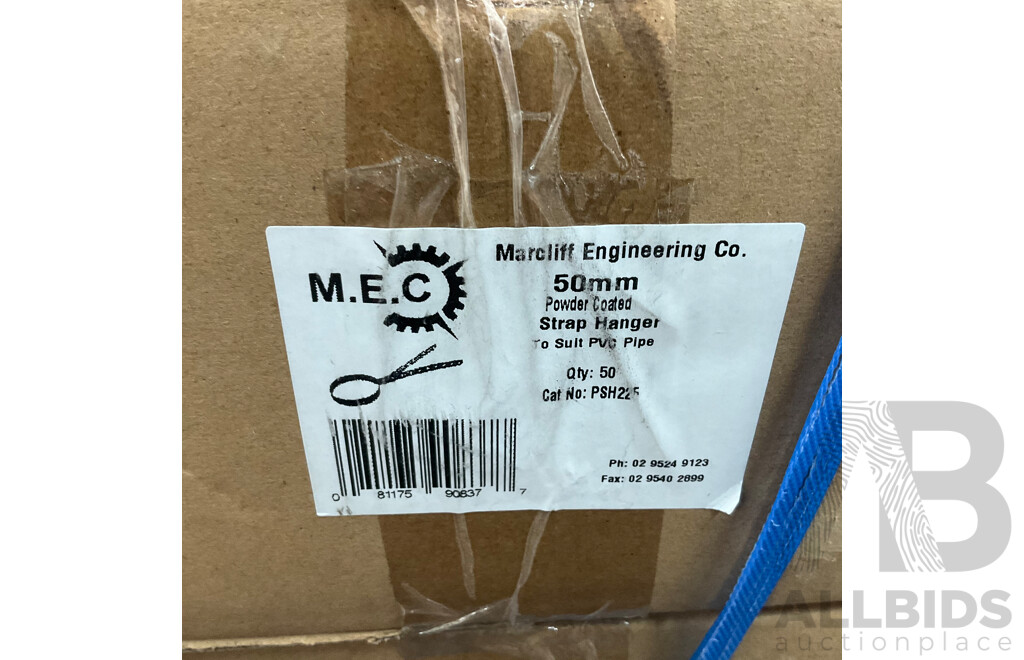 M.E.C
Marcliff Engineering Co.
50mm
Powder Coated
Strap Hanger
To Suit PVC Pipe
Qty: 50
Cat No: PSH225
0 81175 90837 7
Ph: 02 9524 9123
Fax: 02 9540 2899
B
ALLBIDS
auctionplace